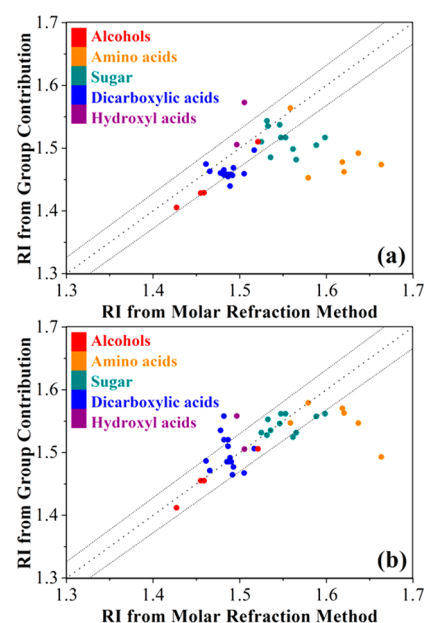 1.7
1.6
1.5
1.4
1.3
RI from Group Contribution
Alcohols
Amino acids
Sugar
Dicarboxylic acids
Hydroxyl acids
(a)
1.3 1.4 1.5 1.6 1.7
RI from Molar Refraction Method
1.7
1.6
1.5
1.4
1.3
RI from Group Contribution
Alcohols
Amino acids
Sugar
Dicarboxylic acids
Hydroxyl acids
(b)
1.3 1.4 1.5 1.6 1.7
RI from Molar Refraction Method